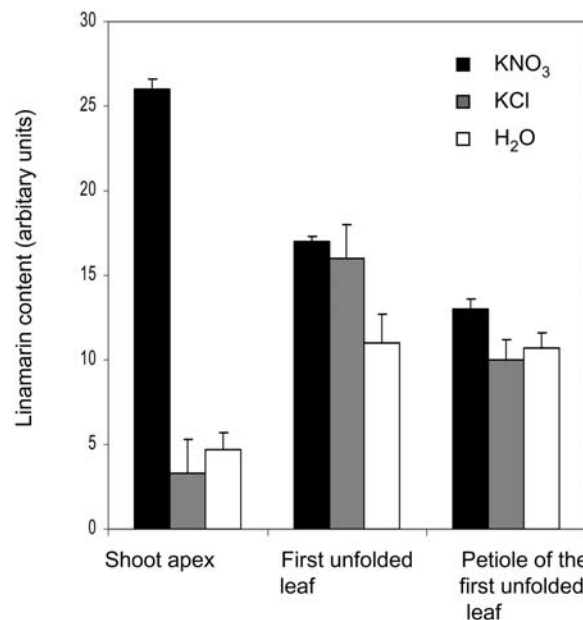 Linamarin content (arbitary units)
30
25
20
15
10
5
0
KNO₃
KCl
H₂O
Shoot apex
First unfolded
leaf
Petiole of the
first unfolded
leaf